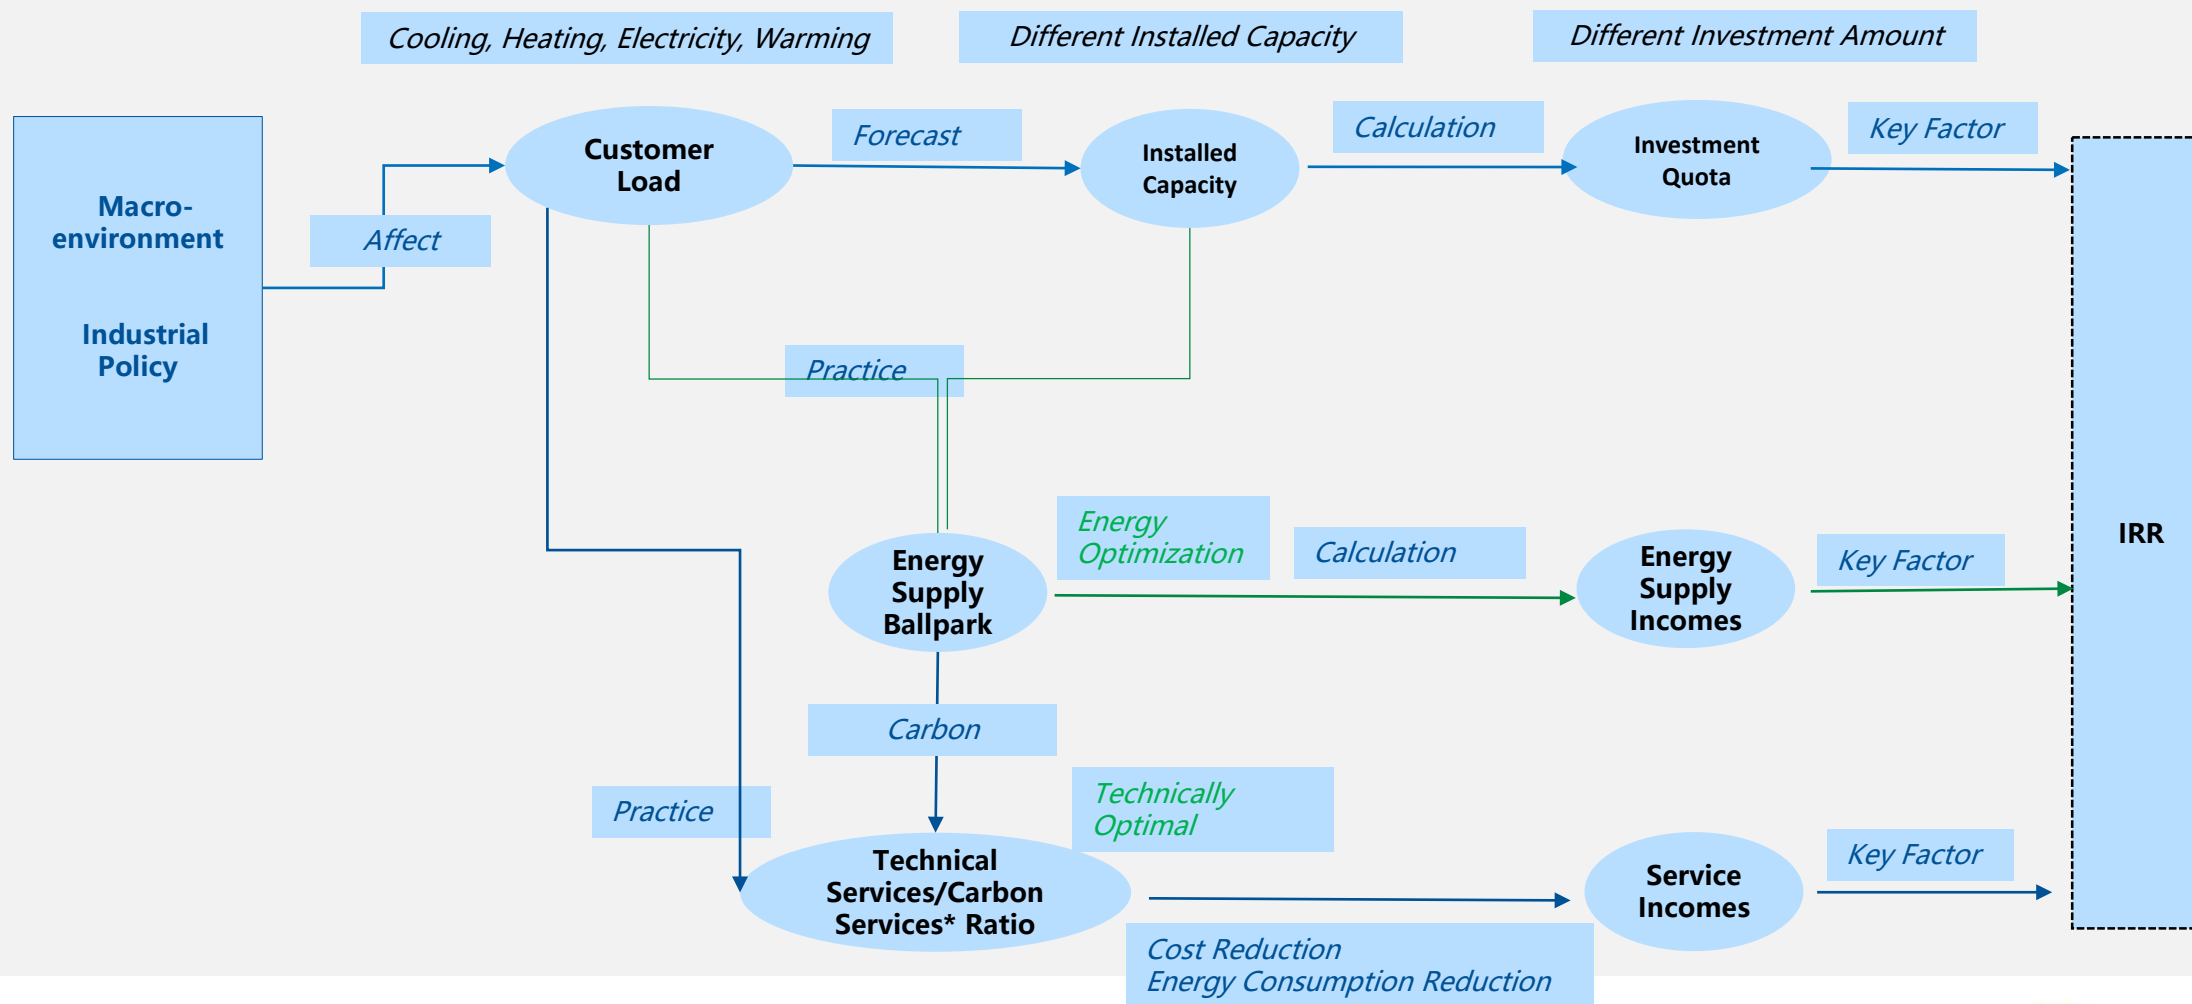 Cooling, Heating, Electricity, Warming
Different Installed Capacity
Different Investment Amount
Macro-
environment
Industrial
Policy
Affect
Customer
Load
Forecast
Installed
Capacity
Calculation
Investment
Quota
Key Factor
Practice
Energy
Supply
Ballpark
Energy
Optimization
Calculation
Energy
Supply
Incomes
Key Factor
IRR
Carbon
Practice
Technically
Optimal
Technical
Services/Carbon
Services* Ratio
Service
Incomes
Key Factor
Cost Reduction
Energy Consumption Reduction